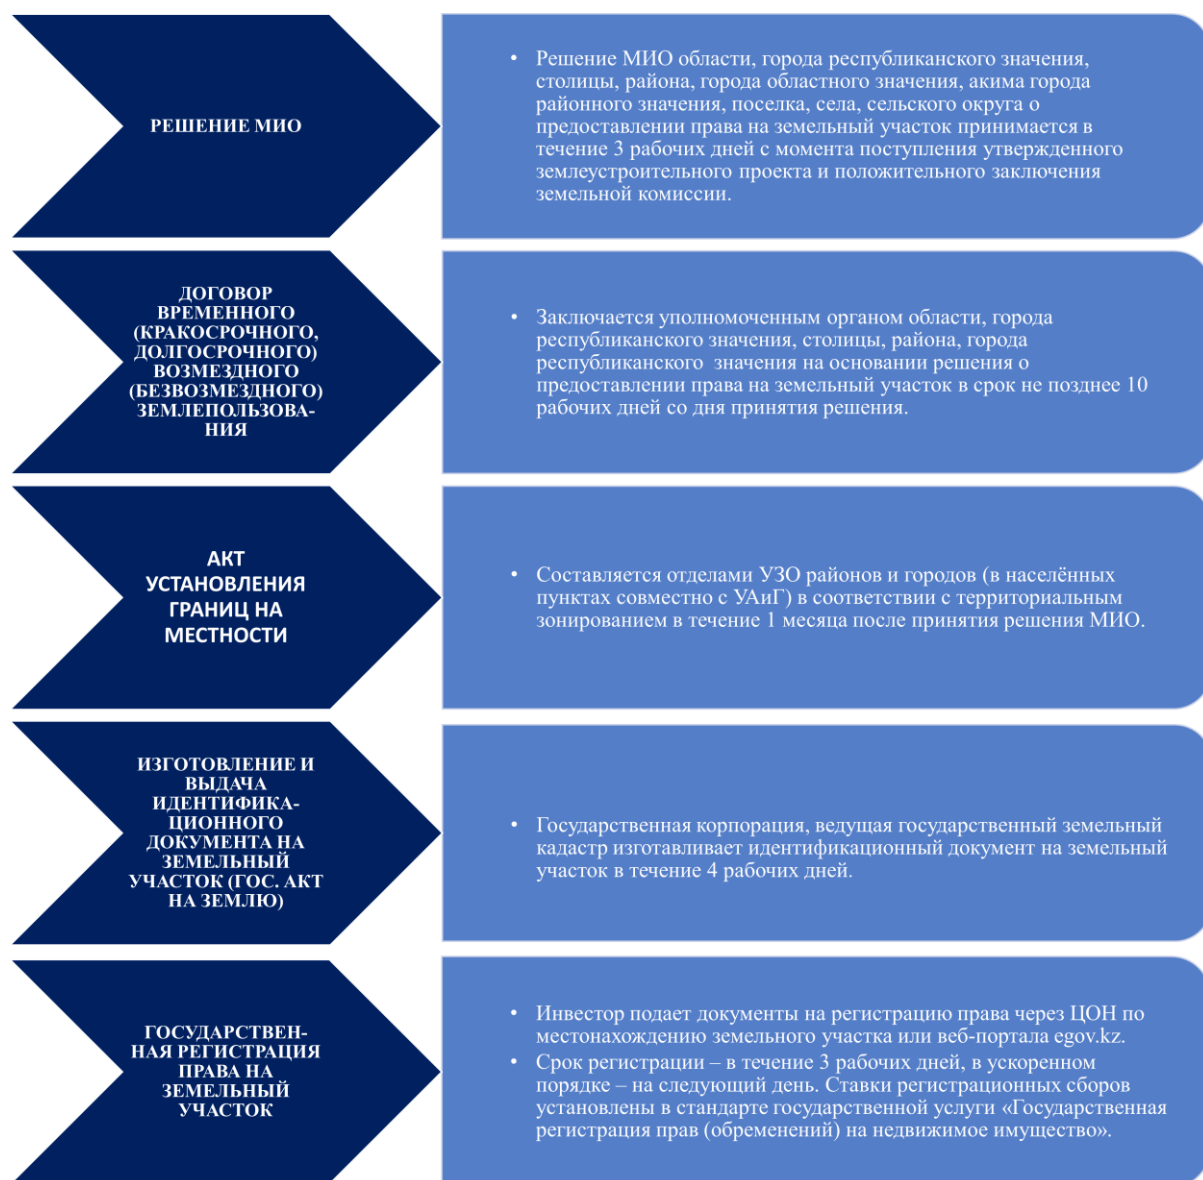 РЕШЕНИЕ МИО
• Решение МИО области, города республиканского значения,
столицы, района, города областного значения, акима города
районного значения, поселка, села, сельского округа о
предоставлении права на земельный участок принимается в
течение 3 рабочих дней с момента поступления утвержденного
землеустроительного проекта и положительного заключения
земельной комиссии.
ДОГОВОР
ВРЕМЕННОГО
(КРАКОСРОЧНОГО,
ДОЛГОСРОЧНОГО)
ВОЗМЕЗДНОГО
(БЕЗВОЗМЕЗДНОГО)
ЗЕМЛЕПОЛЬЗОВА-
НИЯ
• Заключается уполномоченным органом области, города
республиканского значения, столицы, района, города
республиканского значения на основании решения о
предоставлении права на земельный участок в срок не позднее 10
рабочих дней со дня принятия решения.
АКТ
УСТАНОВЛЕНИЯ
ГРАНИЦ НА
МЕСТНОСТИ
• Составляется отделами УЗО районов и городов (в населённых
пунктах совместно с УАиГ) в соответствии с территориальным
зонированием в течение 1 месяца после принятия решения МИО.
ИЗГОТОВЛЕНИЕ И
ВЫДАЧА
ИДЕНТИФИКА-
ЦИОННОГО
ДОКУМЕНТА НА
ЗЕМЕЛЬНЫЙ
УЧАСТОК (ГОС. АКТ
НА ЗЕМЛЮ)
• Государственная корпорация, ведущая государственный земельный
кадастр изготавливает идентификационный документ на земельный
участок в течение 4 рабочих дней.
ГОСУДАРСТВЕН-
НАЯ РЕГИСТРАЦИЯ
ПРАВА НА
ЗЕМЕЛЬНЫЙ
УЧАСТОК
• Инвестор подает документы на регистрацию права через ЦОН по
местонахождению земельного участка или веб-портала egov.kz.
• Срок регистрации – в течение 3 рабочих дней, в ускоренном
порядке – на следующий день. Ставки регистрационных сборов
установлены в стандарте государственной услуги «Государственная
регистрация прав (обременений) на недвижимое имущество».